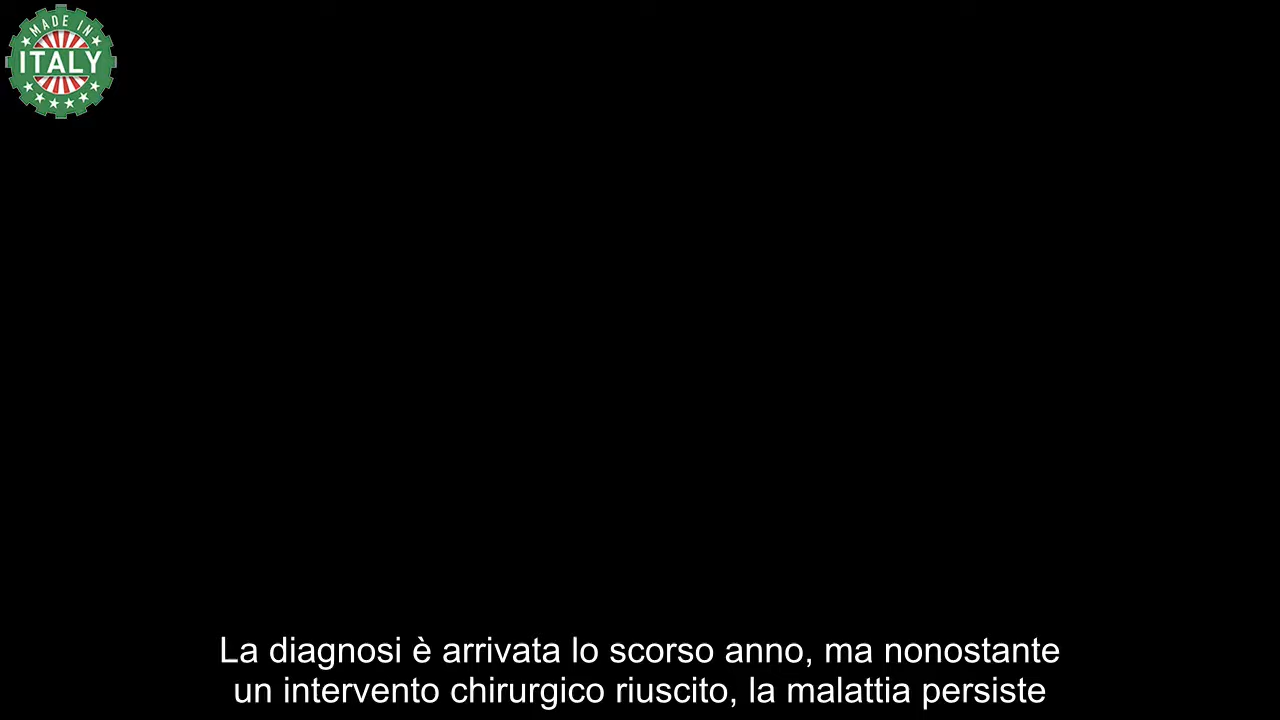 MADE IN
ITALY
La diagnosi è arrivata lo scorso anno, ma nonostante
un intervento chirurgico riuscito, la malattia persiste